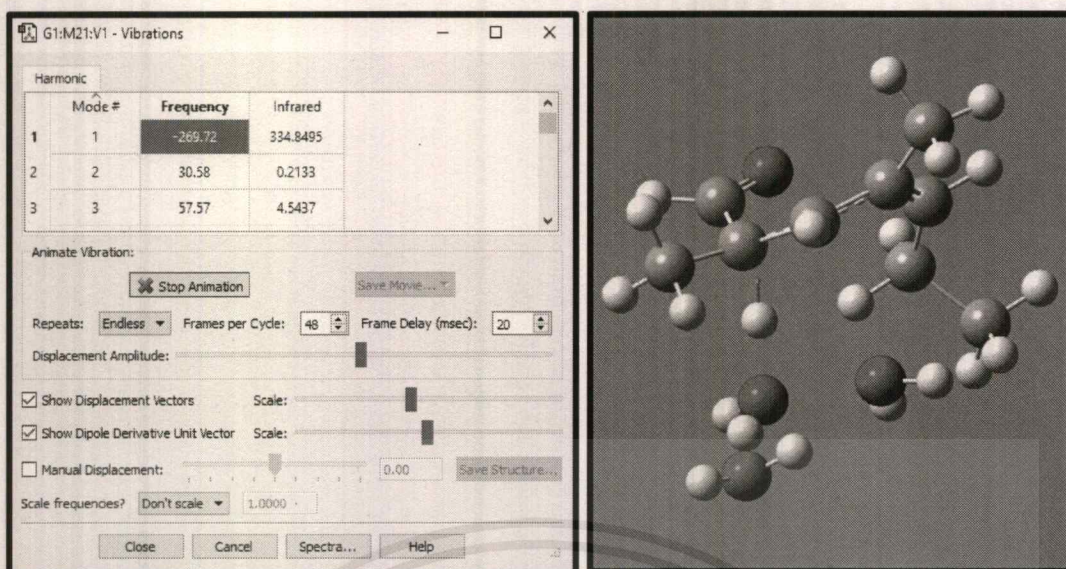 G1:M21:V1 - Vibrations
Harmonic
Mode # Frequency Infrared
1 1 -269.72 334.8495
2 2 30.58 0.2133
3 3 57.57 4.5437
Animate Vibration:
Stop Animation Save Movie...
Repeats: Endless Frames per Cycle: 48 Frame Delay (msec): 20
Displacement Amplitude:
Show Displacement Vectors Scale:
Show Dipole Derivative Unit Vector Scale:
Manual Displacement: 0.00 Save Structure...
Scale frequencies? Don't scale 1.0000
Close Cancel Spectra... Help